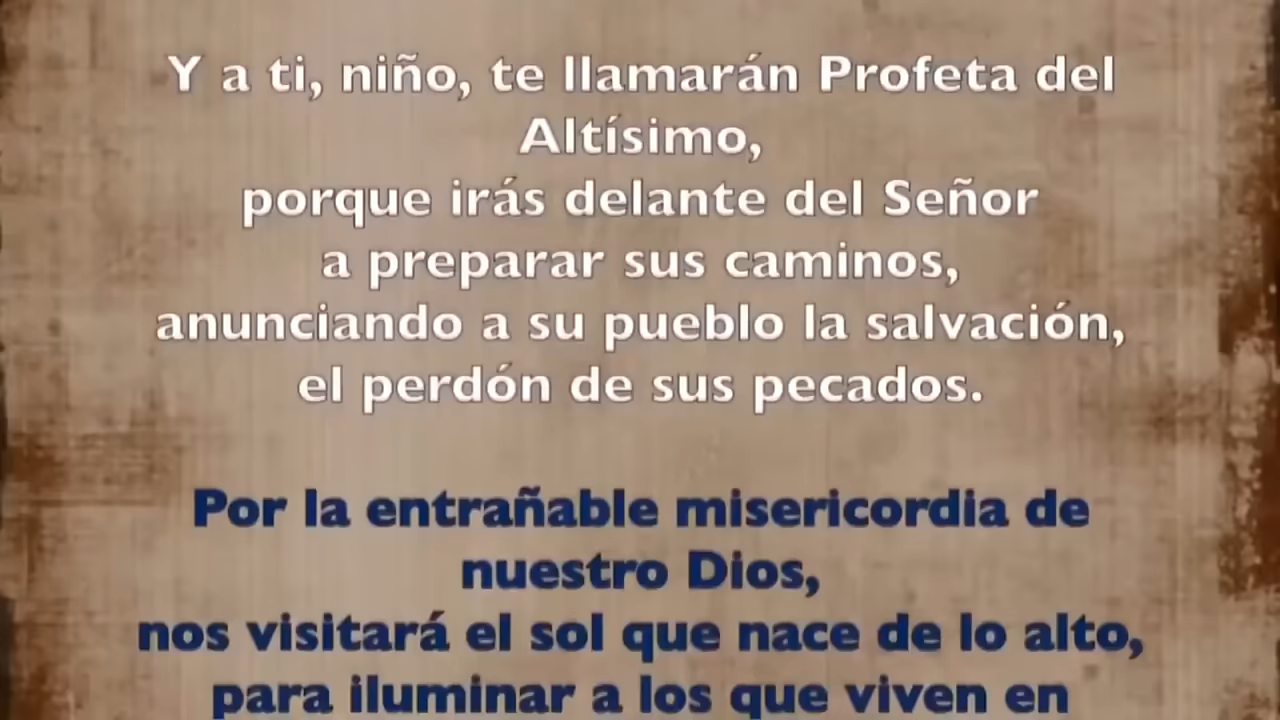 Y a ti, niño, te llamarán Profeta del
Altísimo,
porque irás delante del Señor
a preparar sus caminos,
anunciando a su pueblo la salvación,
el perdón de sus pecados.
Por la entrañable misericordia de
nuestro Dios,
nos visitará el sol que nace de lo alto,
para iluminar a los que viven en